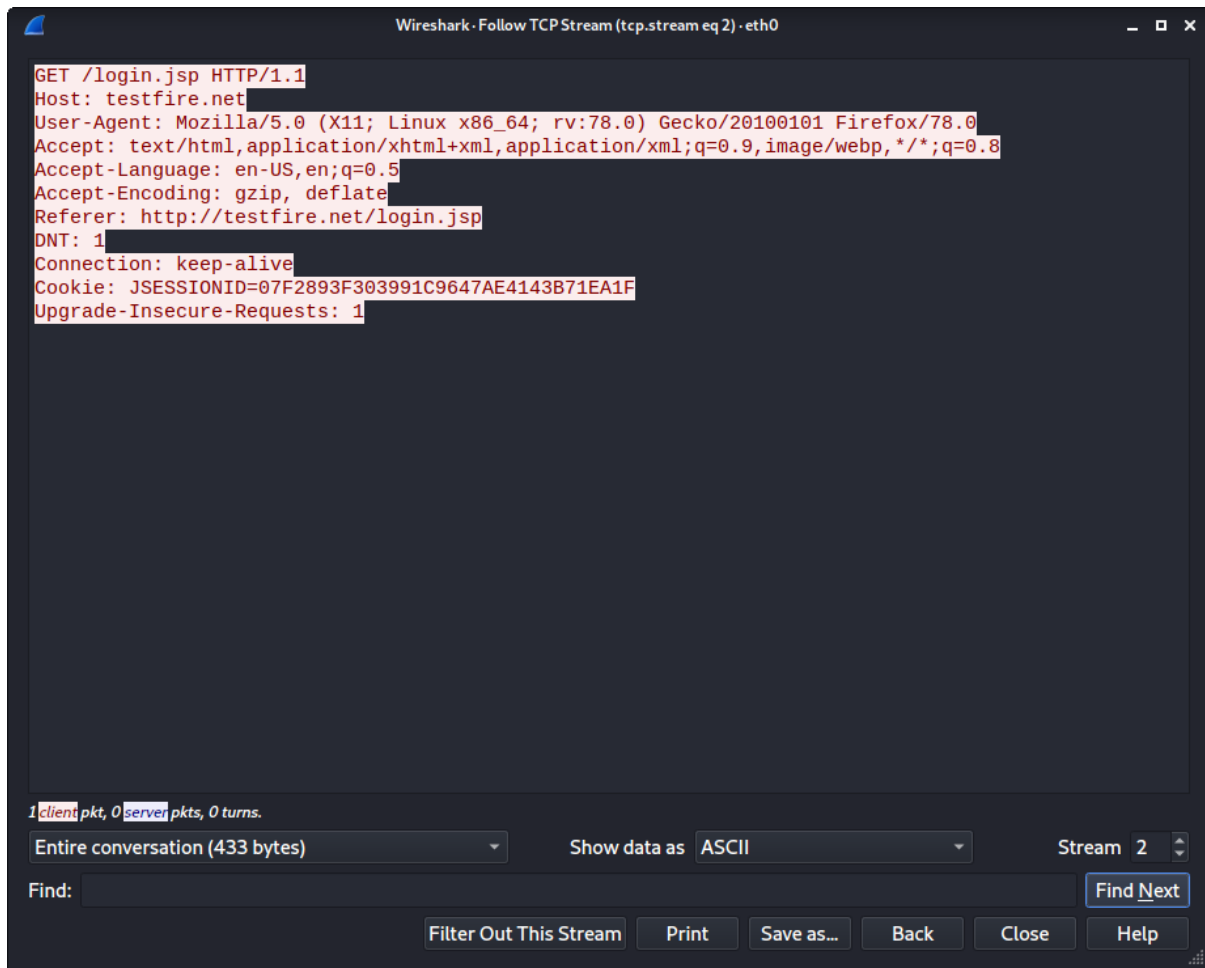 Wireshark · Follow TCP Stream (tcp.stream eq 2) · eth0
GET /login.jsp HTTP/1.1
Host: testfire.net
User-Agent: Mozilla/5.0 (X11; Linux x86_64; rv:78.0) Gecko/20100101 Firefox/78.0
Accept: text/html,application/xhtml+xml,application/xml;q=0.9,image/webp,*/*;q=0.8
Accept-Language: en-US,en;q=0.5
Accept-Encoding: gzip, deflate
Referer: http://testfire.net/login.jsp
DNT: 1
Connection: keep-alive
Cookie: JSESSIONID=07F2893F303991C9647AE4143B71EA1F
Upgrade-Insecure-Requests: 1
1 client pkt, 0 server pkts, 0 turns.
Entire conversation (433 bytes) Show data as ASCII Stream 2
Find: Find Next
Filter Out This Stream Print Save as... Back Close Help